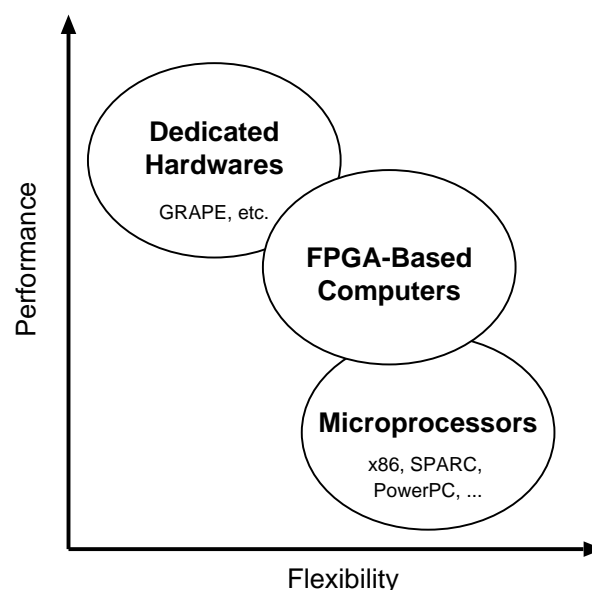 Performance
Dedicated
Hardwares
GRAPE, etc.
FPGA-Based
Computers
Microprocessors
x86, SPARC,
PowerPC, ...
Flexibility